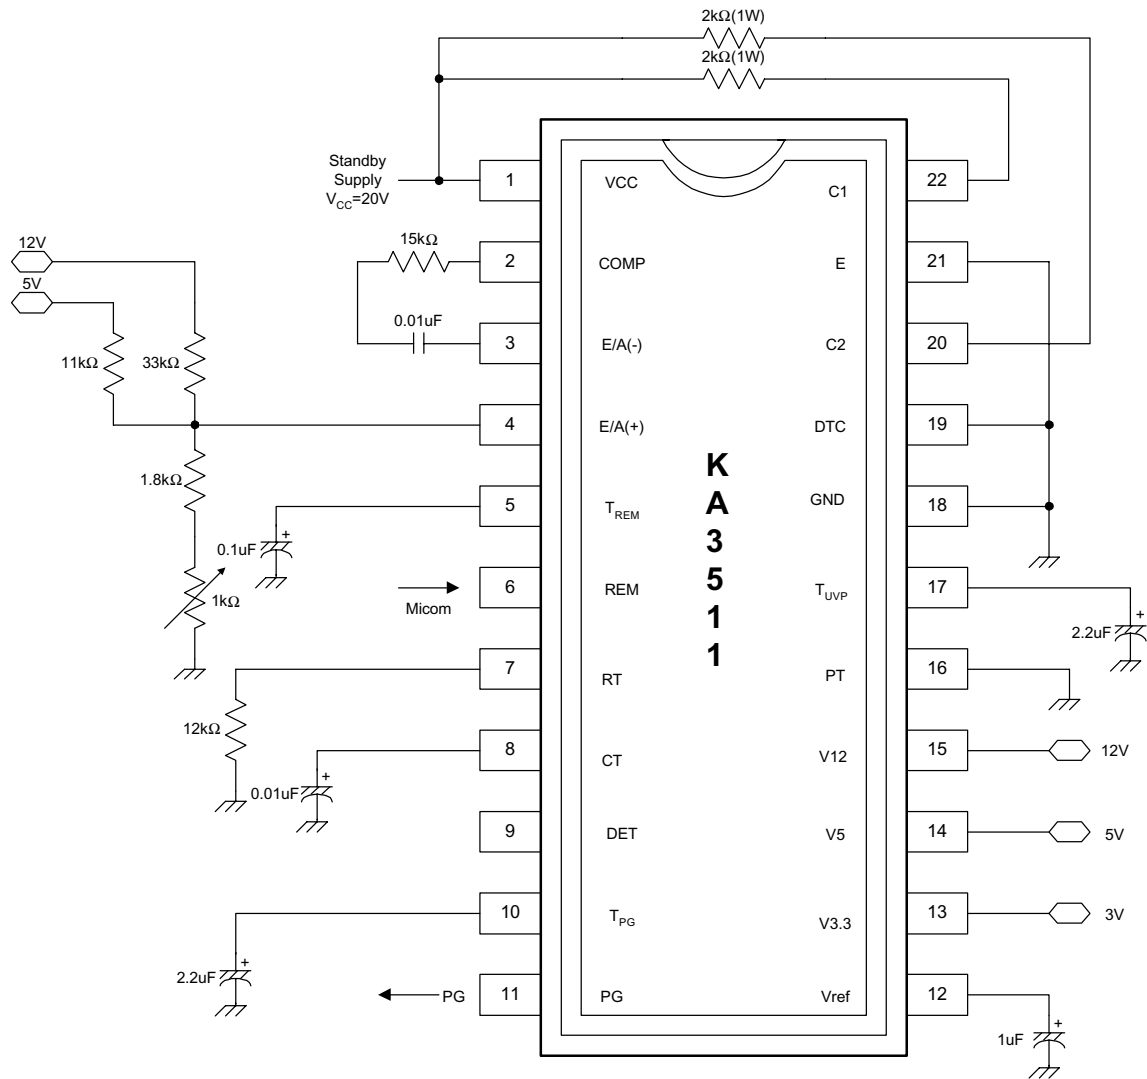 2kΩ(1W)
2kΩ(1W)
Standby
Supply
V_CC=20V
1
VCC
C1
22
12V
15kΩ
2
COMP
E
21
5V
0.01uF
3
E/A(-)
C2
20
11kΩ
33kΩ
4
E/A(+)
DTC
19
1.8kΩ
5
T_REM
GND
18
0.1uF
+
1kΩ
Micom
6
REM
T_UVP
17
+
2.2uF
7
RT
PT
16
12kΩ
8
CT
V12
15
12V
0.01uF
+
9
DET
V5
14
5V
10
T_PG
V3.3
13
3V
2.2uF
+
PG
11
PG
Vref
12
+
1uF
K
A
3
5
1
1